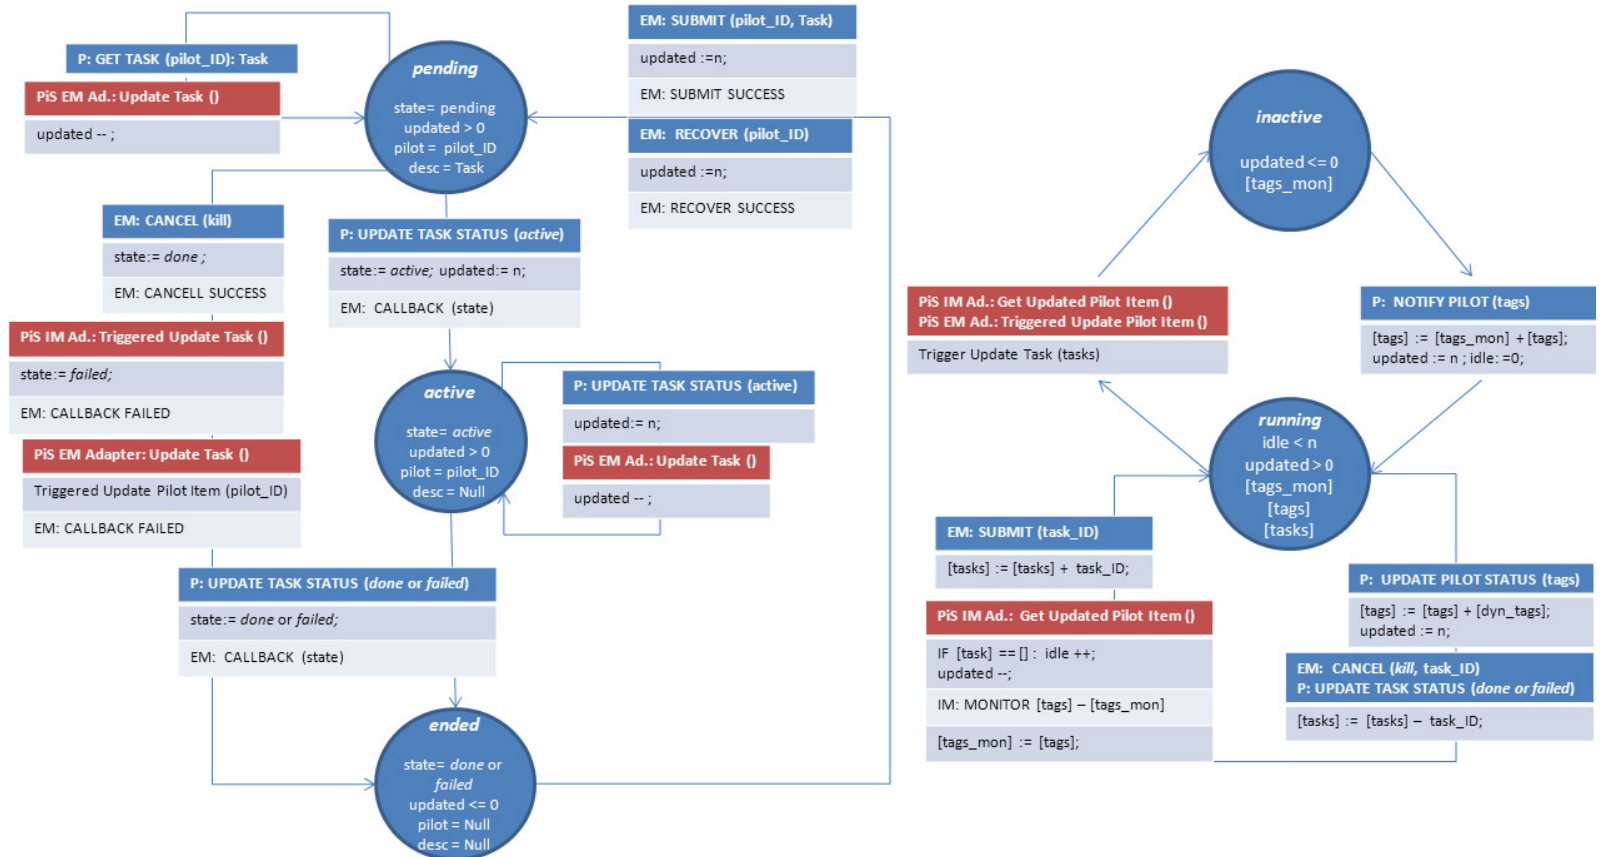 P: GET TASK (pilot_ID): Task
PiS EM Ad.: Update Task ()
updated -- ;
pending
state= pending
updated > 0
pilot = pilot_ID
desc = Task
EM: SUBMIT (pilot_ID, Task)
updated :=n;
EM: SUBMIT SUCCESS
EM: RECOVER (pilot_ID)
updated :=n;
EM: RECOVER SUCCESS
EM: CANCEL (kill)
state:= done ;
EM: CANCELL SUCCESS
PiS IM Ad.: Triggered Update Task ()
state:= failed;
EM: CALLBACK FAILED
PiS EM Adapter: Update Task ()
Triggered Update Pilot Item (pilot_ID)
EM: CALLBACK FAILED
P: UPDATE TASK STATUS (active)
state:= active; updated:= n;
EM: CALLBACK (state)
active
state= active
updated > 0
pilot = pilot_ID
desc = Null
P: UPDATE TASK STATUS (active)
updated:= n;
PiS EM Ad.: Update Task ()
updated -- ;
P: UPDATE TASK STATUS (done or failed)
state:= done or failed;
EM: CALLBACK (state)
ended
state= done or
failed
updated <= 0
pilot = Null
desc = Null
inactive
updated <= 0
[tags_mon]
PiS IM Ad.: Get Updated Pilot Item ()
PiS EM Ad.: Triggered Update Pilot Item ()
Trigger Update Task (tasks)
P: NOTIFY PILOT (tags)
[tags] := [tags_mon] +[tags];
updated := n ; idle: =0;
running
idle < n
updated > 0
[tags_mon]
[tags]
[tasks]
EM: SUBMIT (task_ID)
[tasks] := [tasks] + task_ID;
PiS IM Ad.: Get Updated Pilot Item ()
IF [task] ==[] : idle ++;
updated --;
IM: MONITOR [tags] – [tags_mon]
[tags_mon] := [tags];
P: UPDATE PILOT STATUS (tags)
[tags] := [tags] + [dyn_tags];
updated := n;
EM: CANCEL (kill, task_ID)
P: UPDATE TASK STATUS (done or failed)
[tasks] := [tasks] – task_ID;